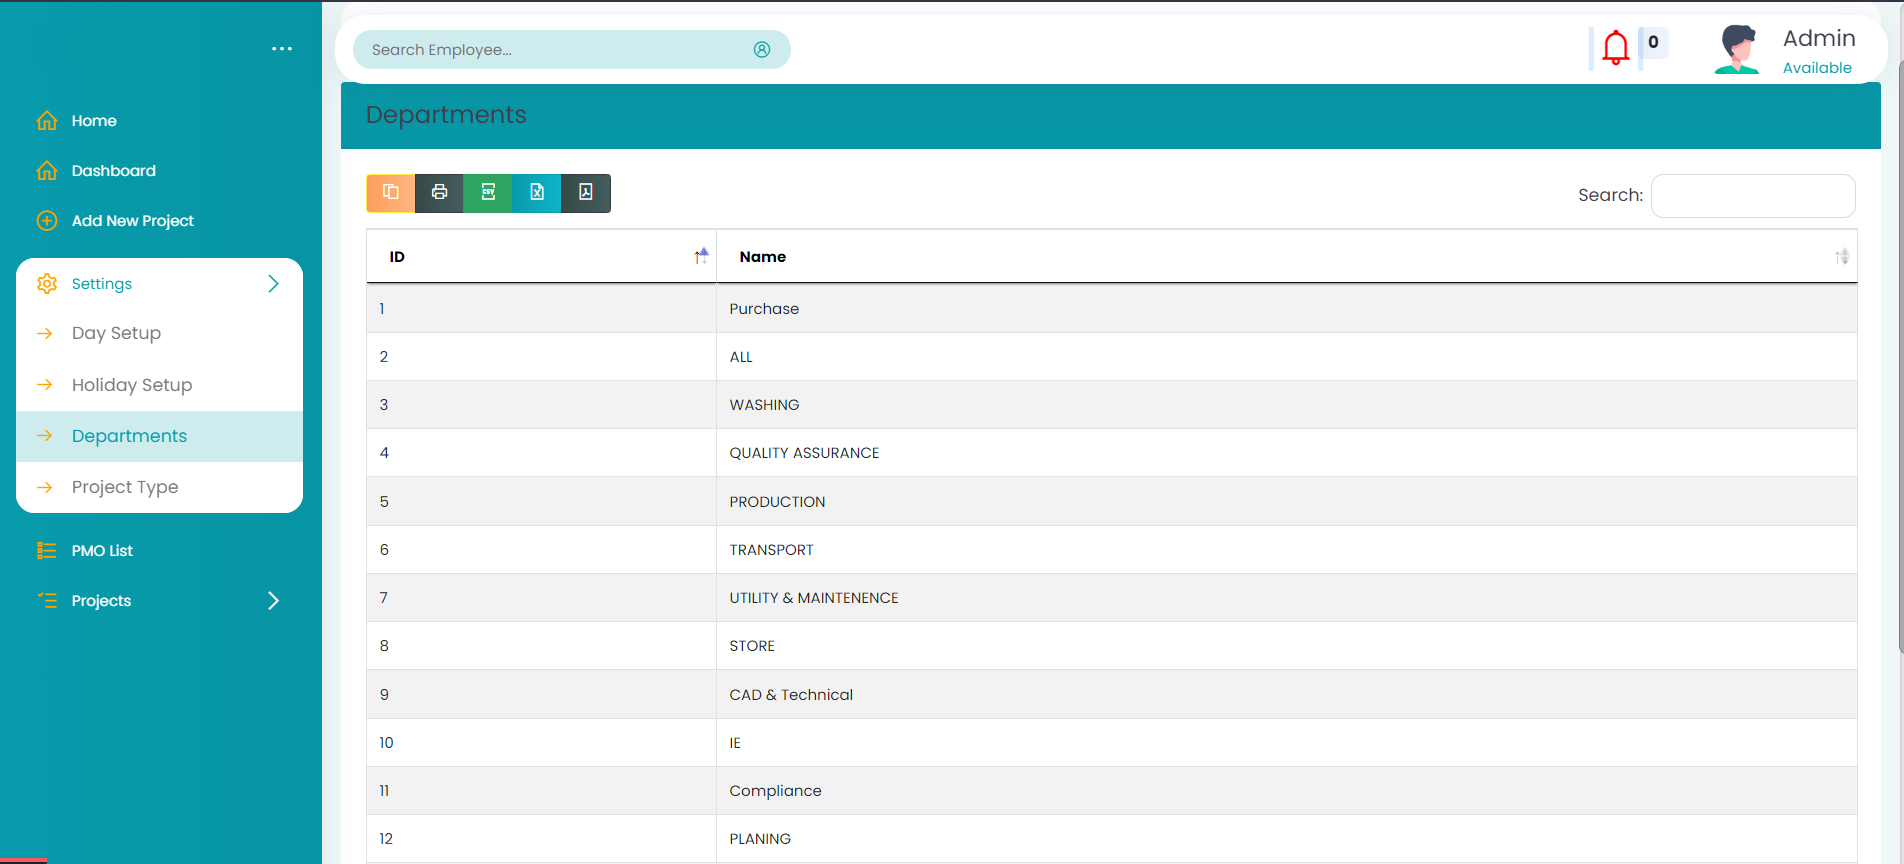 Search Employee...
0
Admin
Available
Home
Dashboard
Add New Project
Settings
Day Setup
Holiday Setup
Departments
Project Type
PMO List
Projects
Departments
CSV
X
Search:
ID Name
1 Purchase
2 ALL
3 WASHING
4 QUALITY ASSURANCE
5 PRODUCTION
6 TRANSPORT
7 UTILITY & MAINTENENCE
8 STORE
9 CAD & Technical
10 IE
11 Compliance
12 PLANING